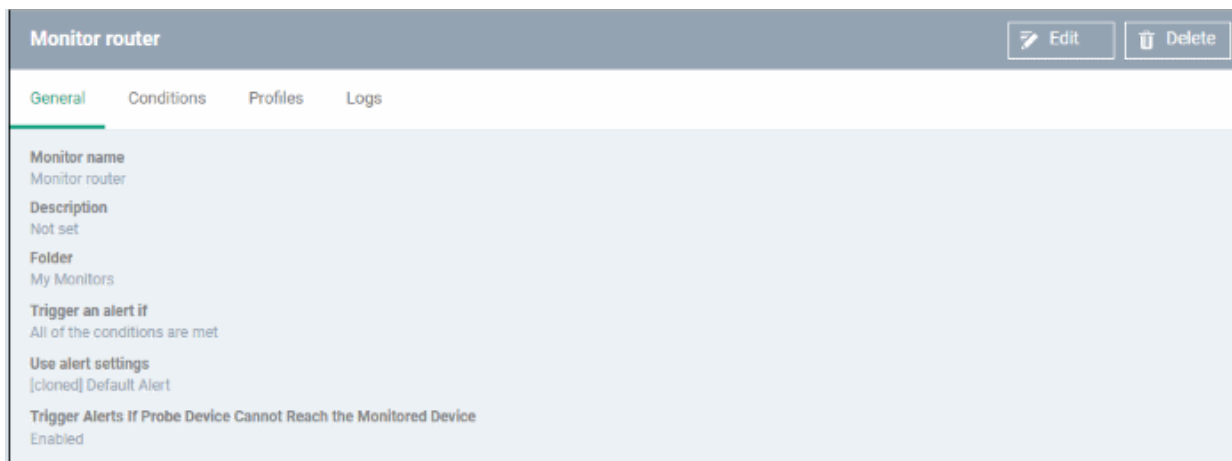 Monitor router
Edit
Delete
General Conditions Profiles Logs
Monitor name
Monitor router
Description
Not set
Folder
My Monitors
Trigger an alert if
All of the conditions are met
Use alert settings
[cloned] Default Alert
Trigger Alerts If Probe Device Cannot Reach the Monitored Device
Enabled